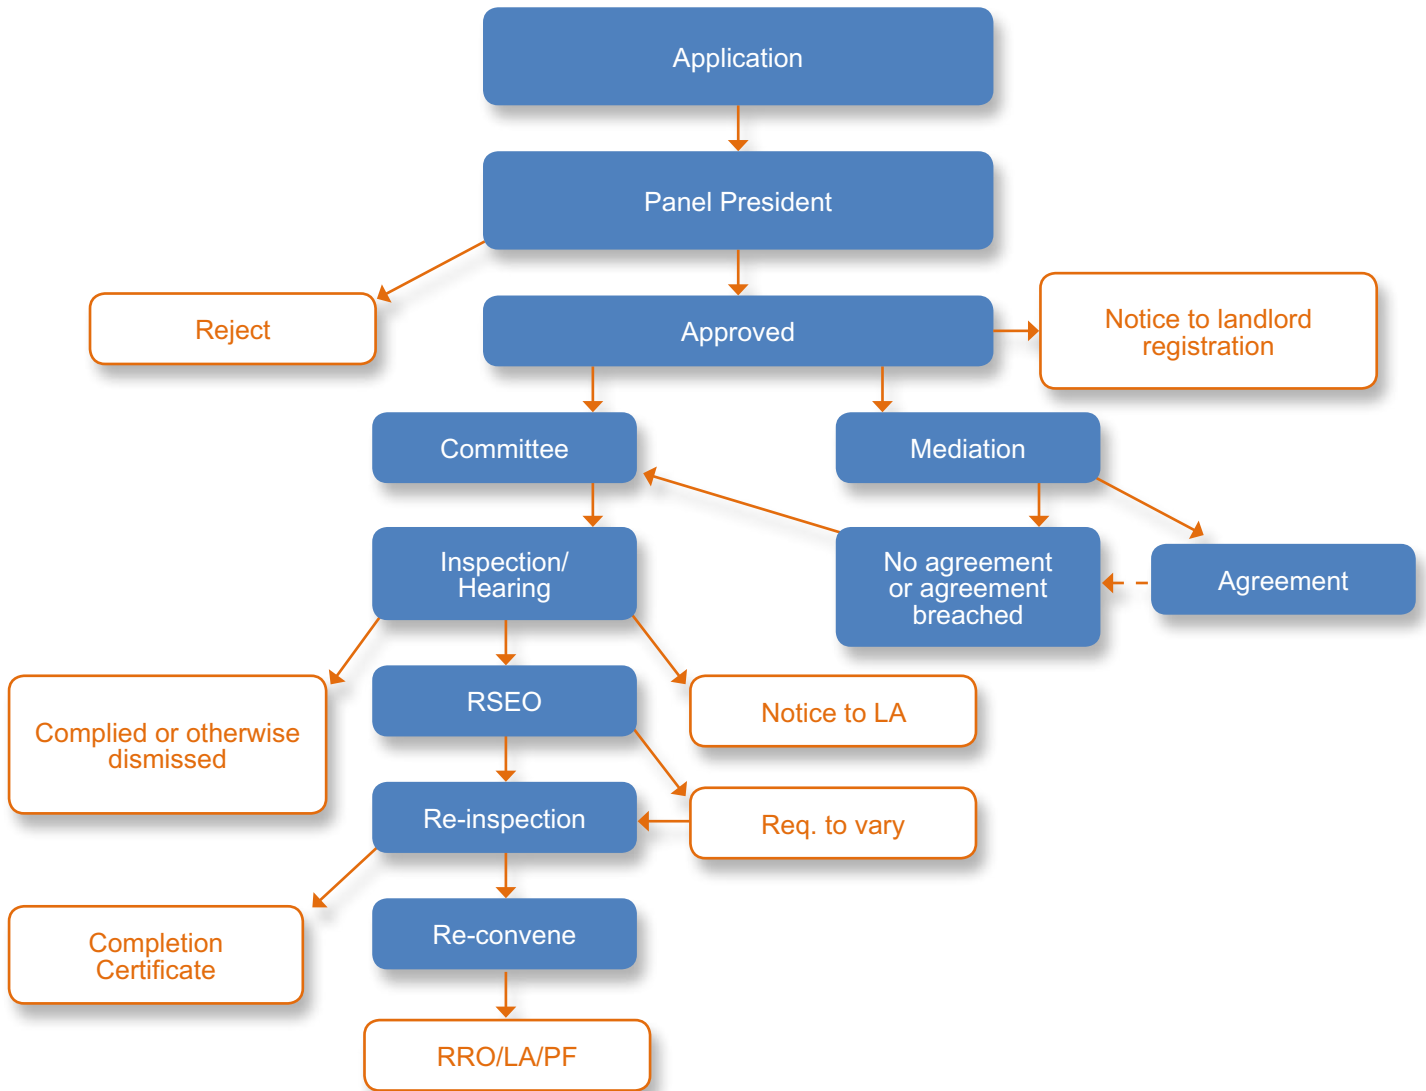 Application
Panel President
Reject
Approved
Notice to landlord
registration
Committee
Mediation
Inspection/
Hearing
No agreement
or agreement
breached
Agreement
Complied or otherwise
dismissed
RSEO
Notice to LA
Re-inspection
Req. to vary
Completion
Certificate
Re-convene
RRO/LA/PF